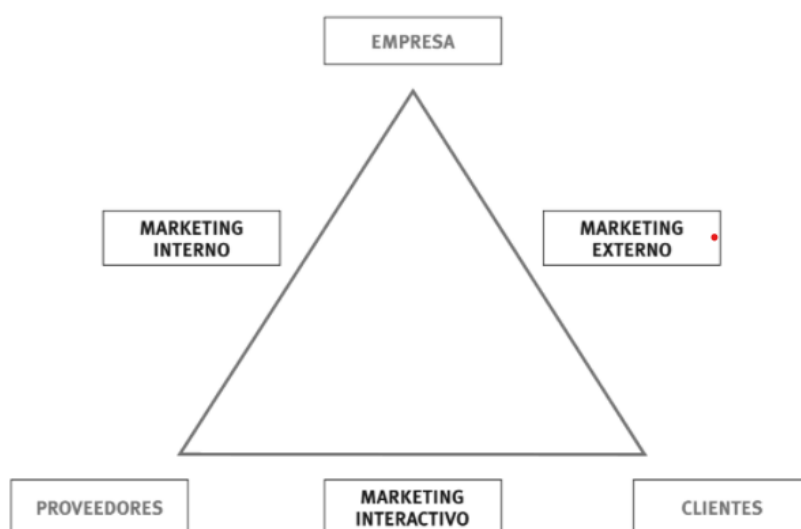 EMPRESA
MARKETING
INTERNO
MARKETING
EXTERNO
PROVEEDORES
MARKETING
INTERACTIVO
CLIENTES